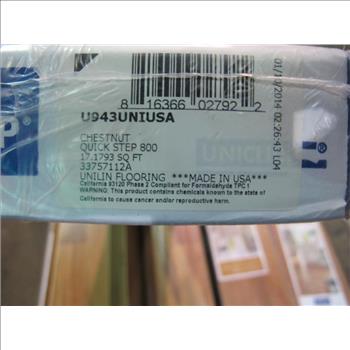 8 16366 02792 2
U943UNIUSA
CHESTNUT
QUICK STEP 800
17.1793 SQ FT
33757112A
UNILIN FLOORING ***MADE IN USA***
California 93120 Phase 2 Compliant for Formaldehyde TPC 1
WARNING: This product contains chemicals known to the state of
California to cause cancer and/or reproductive harm.
01/10/2014 02:26:43 L04
UNICL
P